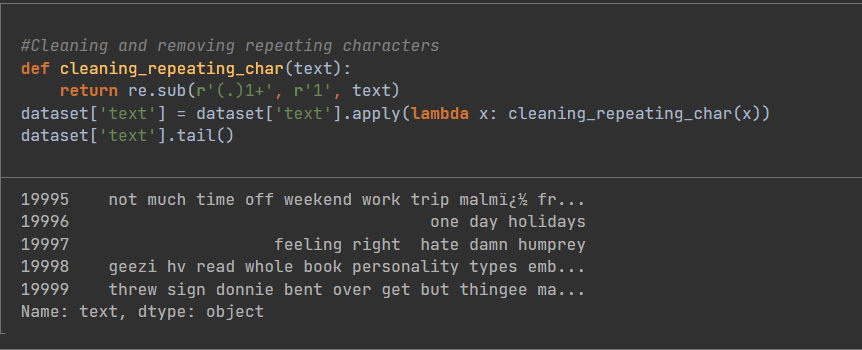 #Cleaning and removing repeating characters
def cleaning_repeating_char(text):
    return re.sub(r'(.)1+', r'1', text)
dataset['text'] = dataset['text'].apply(lambda x: cleaning_repeating_char(x))
dataset['text'].tail()
19995    not much time off weekend work trip malmï¿½ fr...
19996                                 one day holidays
19997                 feeling right  hate damn humprey
19998    geezi hv read whole book personality types emb...
19999    threw sign donnie bent over get but thingee ma...
Name: text, dtype: object